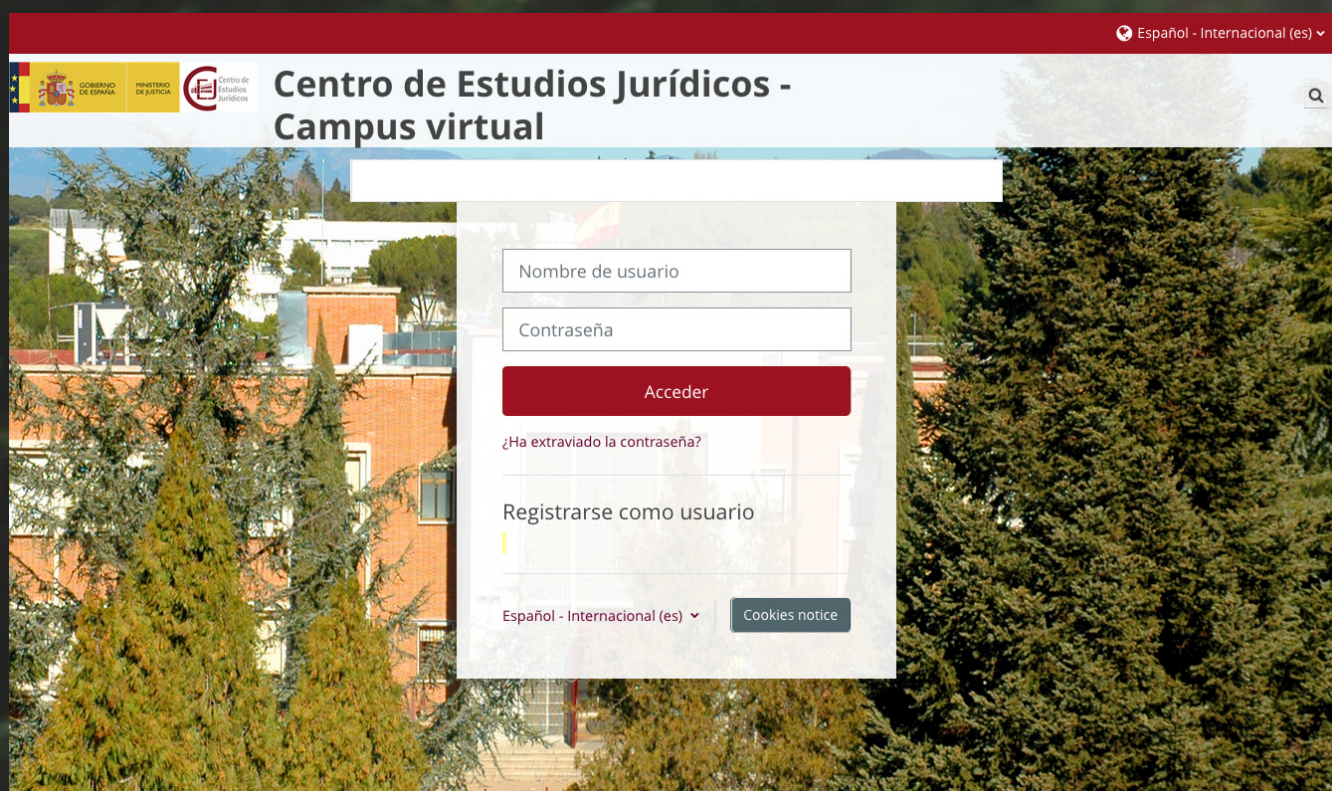 Español - Internacional (es)
GOBIERNO
DE ESPAÑA
MINISTERIO
DE JUSTICIA
Centro de
Estudios
Jurídicos
Centro de Estudios Jurídicos -
Campus virtual
Nombre de usuario
Contraseña
Acceder
¿Ha extraviado la contraseña?
Registrarse como usuario
Español - Internacional (es)
Cookies notice